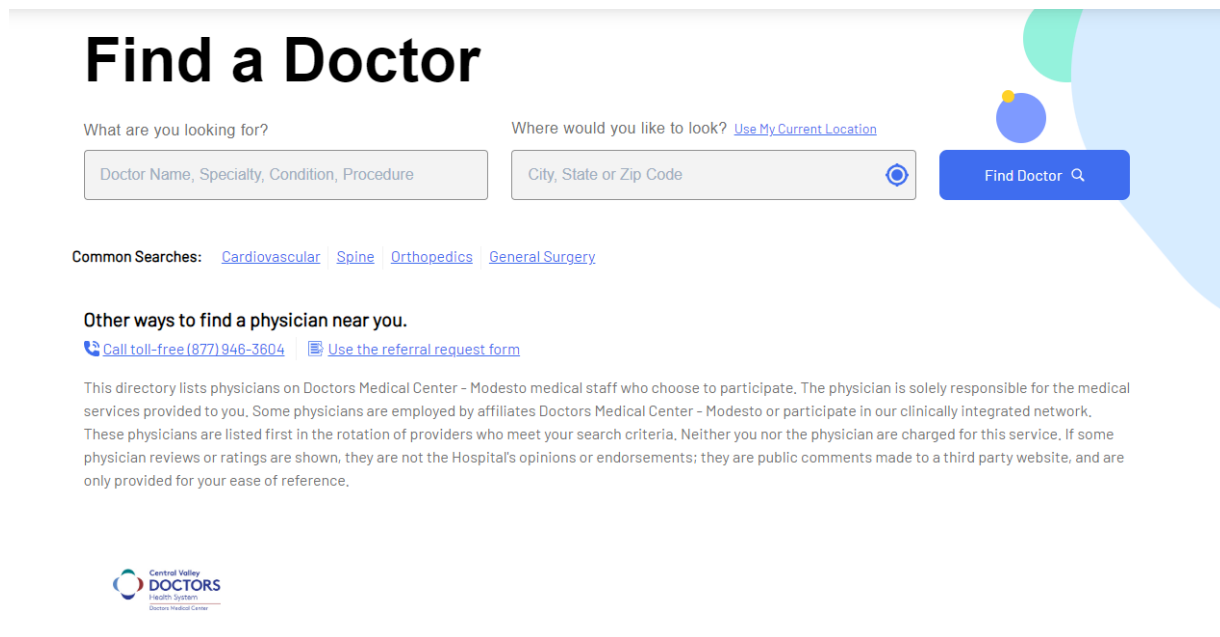 Find a Doctor
What are you looking for?
Where would you like to look? Use My Current Location
Doctor Name, Specialty, Condition, Procedure
City, State or Zip Code
Find Doctor
Common Searches: Cardiovascular Spine Orthopedics General Surgery
Other ways to find a physician near you.
Call toll-free (877) 946-3604 Use the referral request form
This directory lists physicians on Doctors Medical Center - Modesto medical staff who choose to participate. The physician is solely responsible for the medical
services provided to you. Some physicians are employed by affiliates Doctors Medical Center - Modesto or participate in our clinically integrated network.
These physicians are listed first in the rotation of providers who meet your search criteria. Neither you nor the physician are charged for this service. If some
physician reviews or ratings are shown, they are not the Hospital's opinions or endorsements; they are public comments made to a third party website, and are
only provided for your ease of reference.
Central Valley
DOCTORS
Health System
Doctors Medical Center